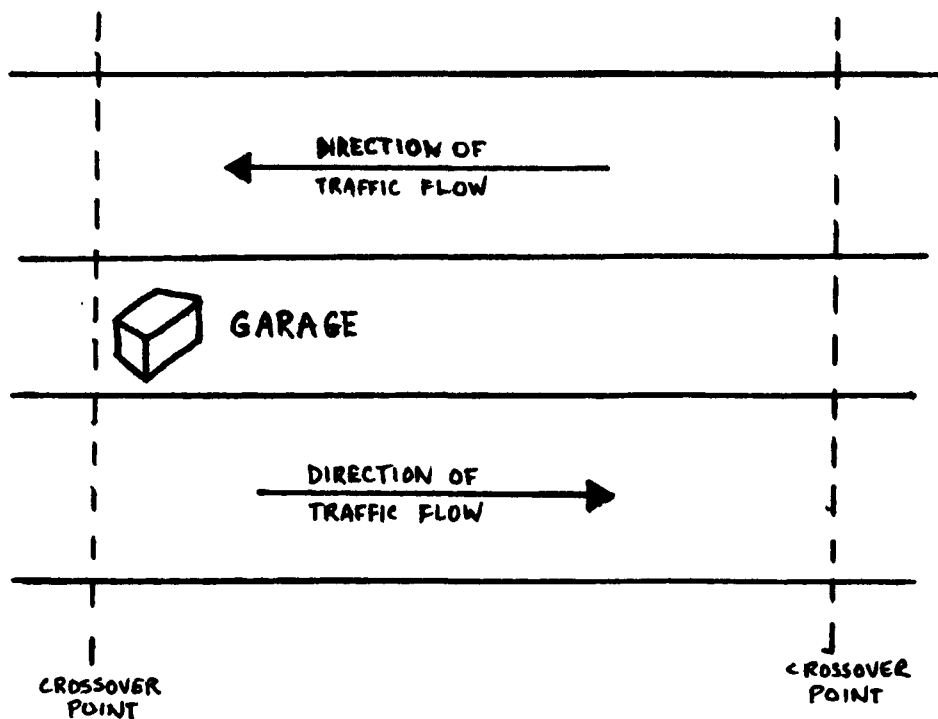 DIRECTION OF
TRAFFIC FLOW
GARAGE
DIRECTION OF
TRAFFIC FLOW
CROSSOVER
POINT
CROSSOVER
POINT